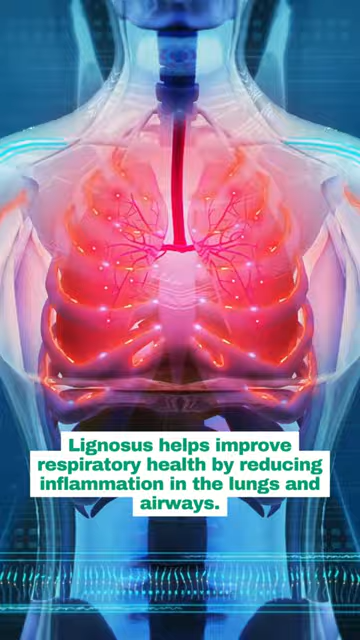 Lignosus helps improve
respiratory health by reducing
inflammation in the lungs and
airways.